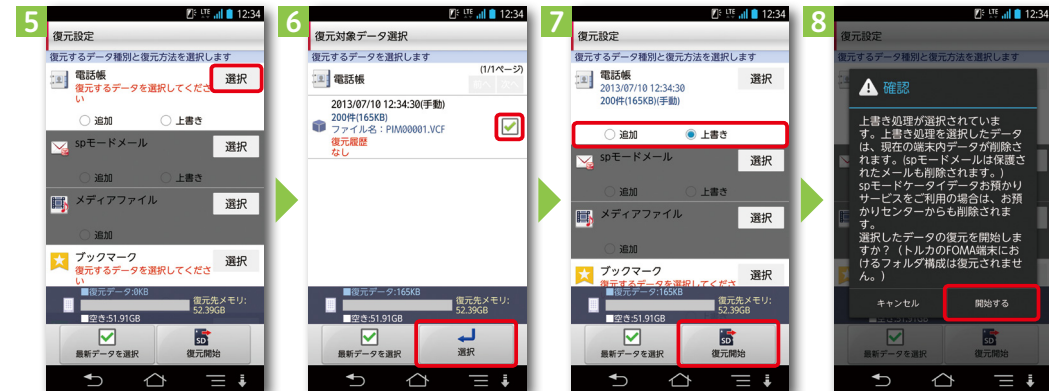 5
LTE 12:34
復元設定
復元するデータ種別と復元方法を選択します
電話帳
復元するデータを選択してくださ
い
選択
追加 上書き
spモードメール
選択
追加 上書き
メディアファイル
選択
追加
ブックマーク
復元するデータを選択してくださ
い
選択
■復元データ:0KB
復元先メモリ:
52.39GB
■空き:51.91GB
最新データを選択 復元開始
6
LTE 12:34
復元対象データ選択
復元するデータを選択します
電話帳
(1/1ページ)
2013/07/10 12:34:30(手動)
200件(165KB)
ファイル名：PIM00001.VCF
復元履歴
なし
■復元データ:165KB
復元先メモリ:
52.39GB
■空き:51.91GB
最新データを選択 選択
7
LTE 12:34
復元設定
復元するデータ種別と復元方法を選択します
電話帳
2013/07/10 12:34:30
200件(165KB)(手動)
選択
追加 上書き
spモードメール
選択
追加 上書き
メディアファイル
選択
追加
ブックマーク
復元するデータを選択してくださ
選択
■復元データ:165KB
復元先メモリ:
52.39GB
■空き:51.91GB
最新データを選択 復元開始
8
LTE 12:34
復元設定
復元するデータ種別と復元方法を選択します
確認
上書き処理が選択されていま
す。上書き処理を選択したデータ
は、現在の端末内データが削除さ
れます。(spモードメールは保護さ
れたメールも削除されます。)
spモードケータイデータお預かり
サービスをご利用の場合は、お預
かりセンターからも削除されま
す。
選択したデータの復元を開始しま
すか？（トルカのFOMA端末にお
けるフォルダ構成は復元されませ
ん。）
キャンセル 開始する
最新データを選択 復元開始